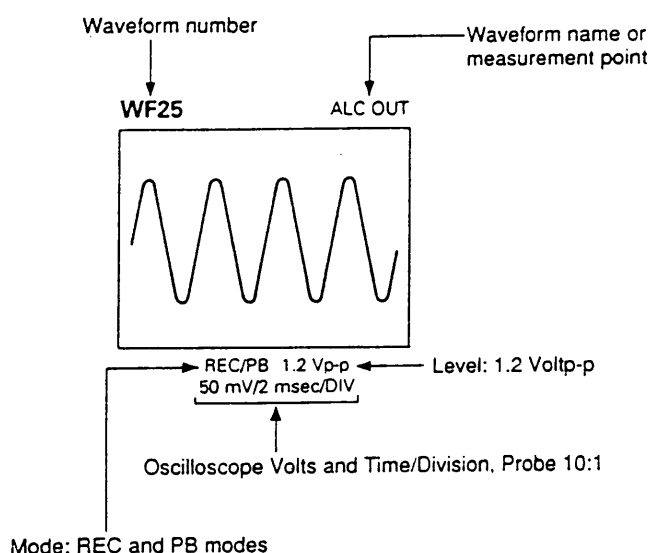 Waveform number
Waveform name or
measurement point
WF25
ALC OUT
REC/PB 1.2 Vp-p
Level: 1.2 Voltp-p
50 mV/2 msec/DIV
Oscilloscope Volts and Time/Division, Probe 10:1
Mode: REC and PB modes